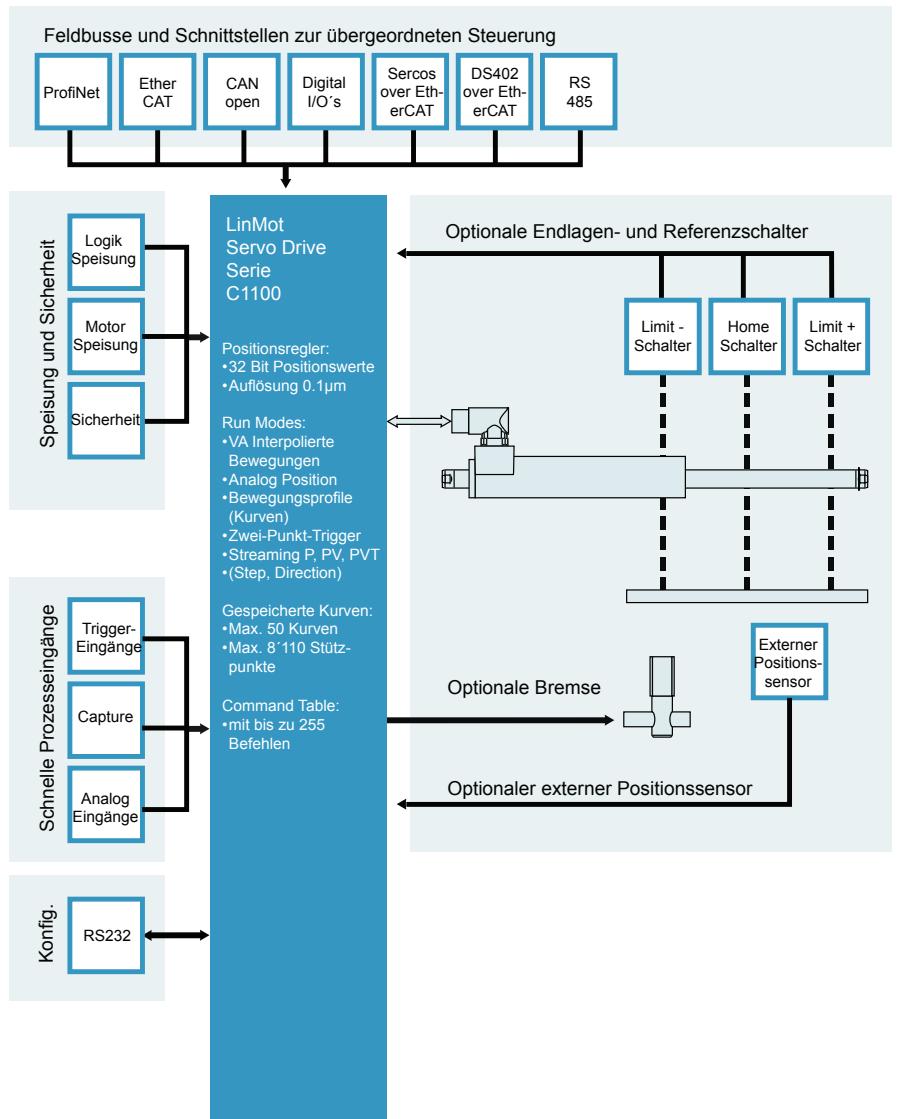 Feldbusse und Schnittstellen zur übergeordneten Steuerung
ProfiNet
Ether
CAT
CAN
open
Digital
I/O´s
Sercos
over Eth-
erCAT
DS402
over Eth-
erCAT
RS
485
Speisung und Sicherheit
Logik
Speisung
Motor
Speisung
Sicherheit
Schnelle Prozesseingänge
Trigger-
Eingänge
Capture
Analog
Eingänge
Konfig.
RS232
LinMot
Servo Drive
Serie
C1100
Positionsregler:
•32 Bit Positionswerte
•Auflösung 0.1µm
Run Modes:
•VA Interpolierte
Bewegungen
•Analog Position
•Bewegungsprofile
(Kurven)
•Zwei-Punkt-Trigger
•Streaming P, PV, PVT
•(Step, Direction)
Gespeicherte Kurven:
•Max. 50 Kurven
•Max. 8´110 Stütz-
punkte
Command Table:
•mit bis zu 255
Befehlen
Optionale Endlagen- und Referenzschalter
Limit -
Schalter
Home
Schalter
Limit +
Schalter
Externer
Positions-
sensor
Optionale Bremse
Optionaler externer Positionssensor